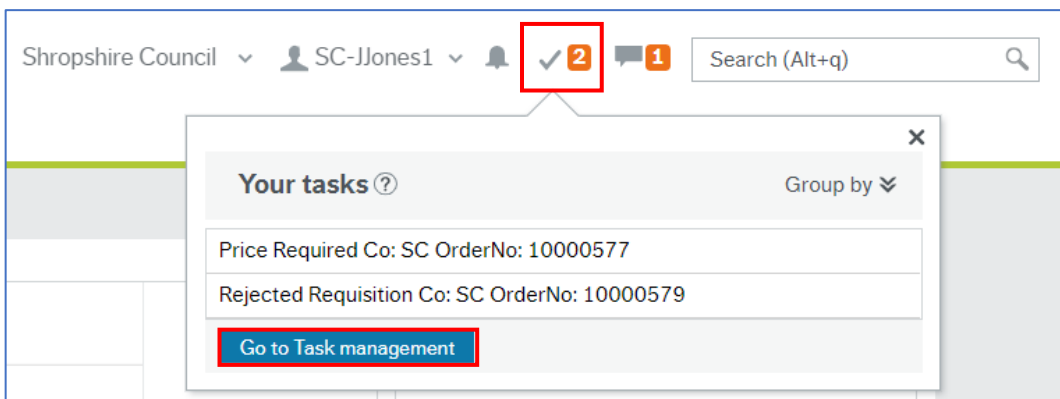 Shropshire Council SC-JJones1 2 1 Search (Alt+q)
Your tasks ? Group by
Price Required Co: SC OrderNo: 10000577
Rejected Requisition Co: SC OrderNo: 10000579
Go to Task management